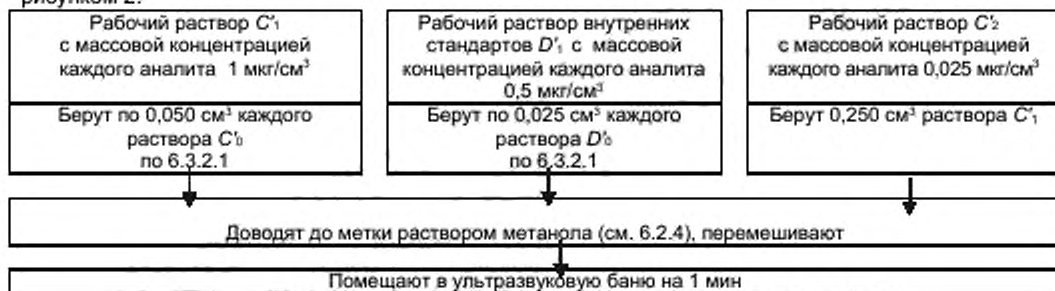 рисунком 2.
Рабочий раствор C'₁
с массовой концентрацией
каждого аналита 1 мкг/см³
Берут по 0,050 см³ каждого
раствора C'₀
по 6.3.2.1
Рабочий раствор внутренних
стандартов D'₁ с массовой
концентрацией каждого аналита
0,5 мкг/см³
Берут по 0,025 см³ каждого
раствора D'₀
по 6.3.2.1
Рабочий раствор C'₂
с массовой концентрацией
каждого аналита 0,025 мкг/см³
Берут 0,250 см³ раствора C'₁
Доводят до метки раствором метанола (см. 6.2.4), перемешивают
Помещают в ультразвуковую баню на 1 мин